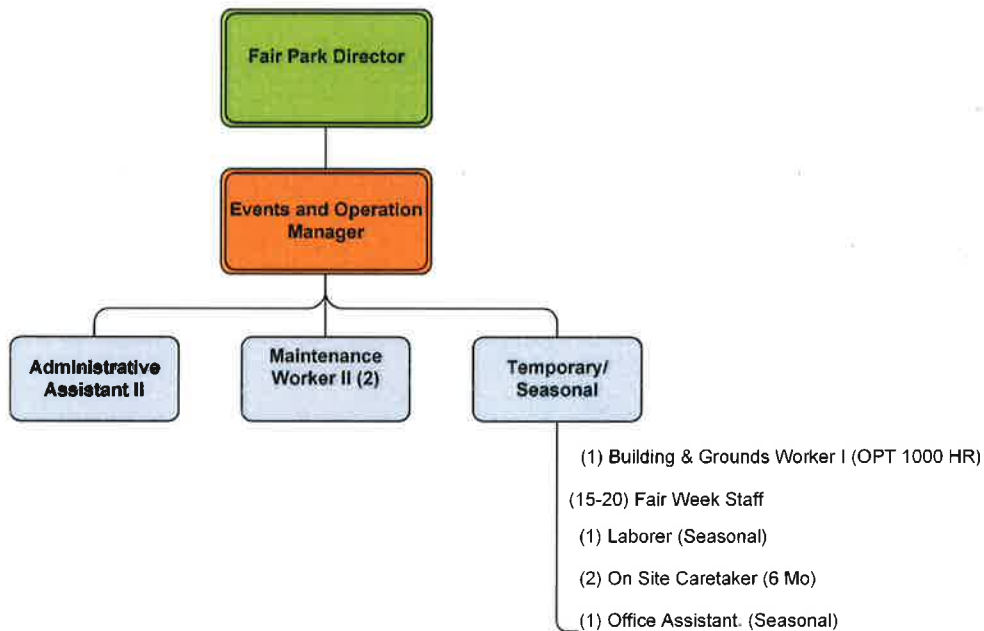 Fair Park Director
Events and Operation
Manager
Administrative
Assistant II
Maintenance
Worker II (2)
Temporary/
Seasonal
(1) Building & Grounds Worker I (OPT 1000 HR)
(15-20) Fair Week Staff
(1) Laborer (Seasonal)
(2) On Site Caretaker (6 Mo)
(1) Office Assistant. (Seasonal)